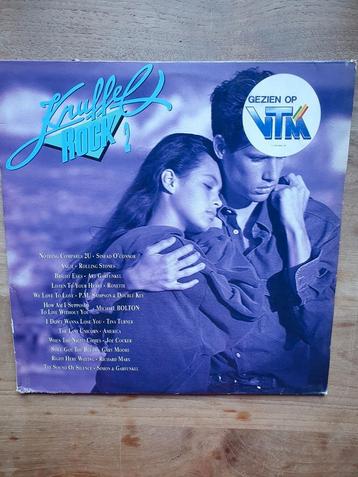 Knuffel
ROCK 2
GEZIEN OP
VTM
NOTHING COMPARES 2U • SINEAD O'CONNOR
ANGIE • ROLLING STONES
BRIGHT EYES • ART GARFUNKEL
LISTEN TO YOUR HEART • ROXETTE
WE LOVE TO LOVE • P.M. SAMPSON & DOUBLE KEY
HOW AM I SUPPOSED
TO LIVE WITHOUT YOU • MICHAEL BOLTON
I DON'T WANNA LOSE YOU • TINA TURNER
THE LAST UNICORN • AMERICA
WHEN THE NIGHT COMES • JOE COCKER
STILL GOT THE BLUES • GARY MOORE
RIGHT HERE WAITING • RICHARD MARX
THE SOUND OF SILENCE • SIMON & GARFUNKEL